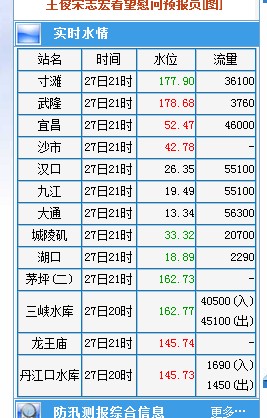 王俊宋志宏看望慰问预报员[图]
实时水情
站名 时间 水位 流量
寸滩 27日21时 177.90 36100
武隆 27日21时 178.68 3760
宜昌 27日21时 52.47 46000
沙市 27日21时 42.78 -
汉口 27日21时 26.35 55100
九江 27日21时 19.49 55100
大通 27日21时 13.34 56300
城陵矶 27日21时 33.32 20700
湖口 27日21时 18.89 2290
茅坪(二) 27日21时 162.73 -
三峡水库 27日20时 162.77 40500(入)
45100(出)
龙王庙 27日21时 145.74 -
丹江口水库 27日20时 145.73 1690(入)
1450(出)
防汛测报综合信息 更多…